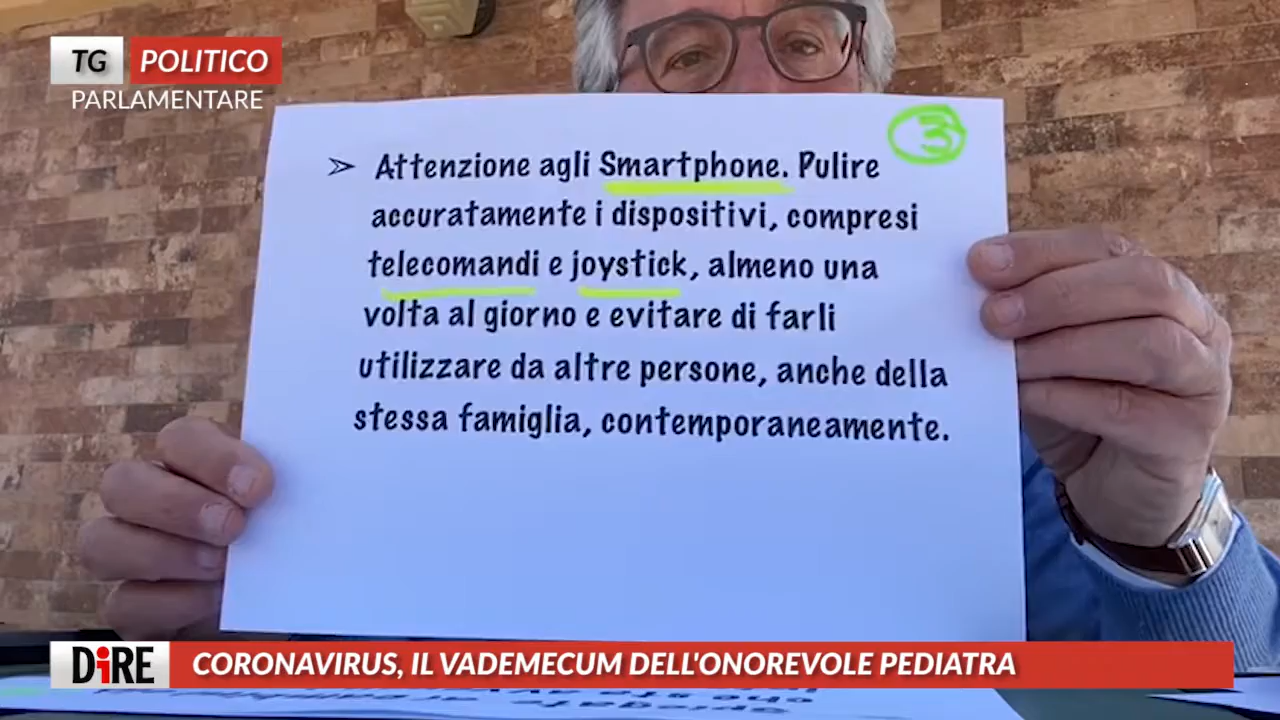 TG POLITICO
PARLAMENTARE
3
➢ Attenzione agli Smartphone. Pulire
accuratamente i dispositivi, compresi
telecomandi e joystick, almeno una
volta al giorno e evitare di farli
utilizzare da altre persone, anche della
stessa famiglia, contemporaneamente.
DiRE
CORONAVIRUS, IL VADEMECUM DELL'ONOREVOLE PEDIATRA